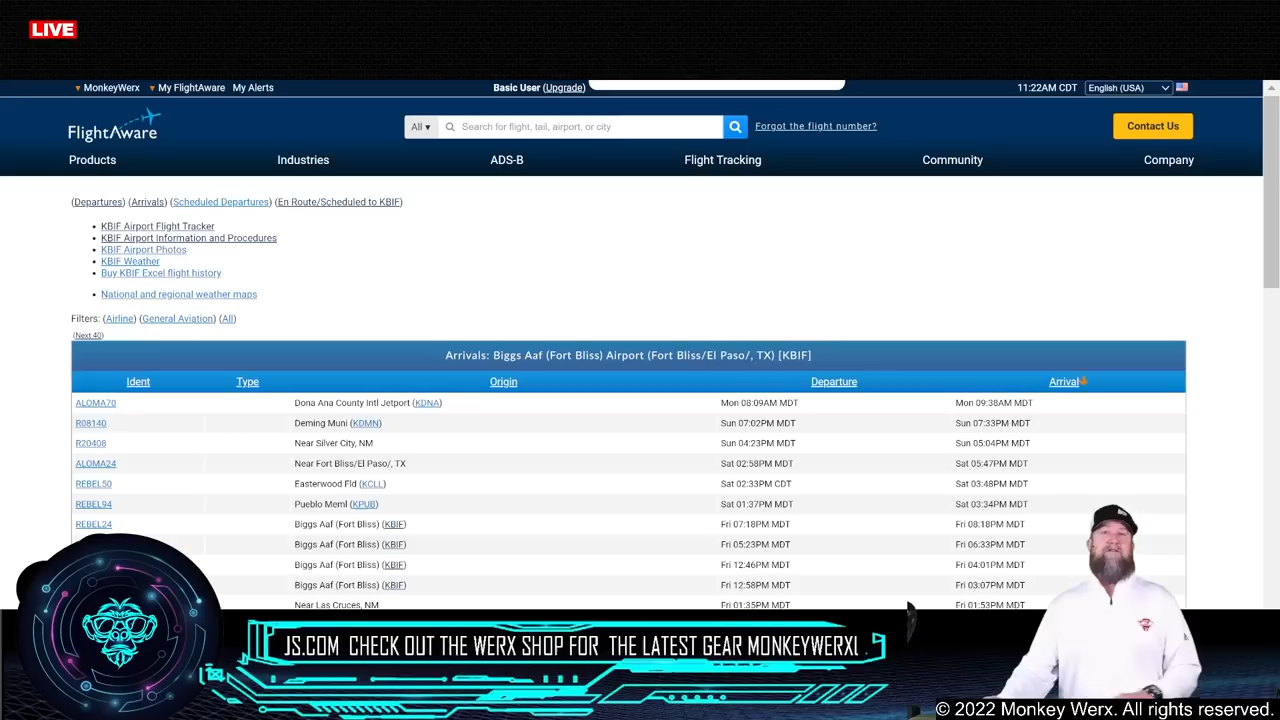 LIVE
MonkeyWerx My FlightAware My Alerts Basic User (Upgrade) 11:22AM CDT English (USA)
FlightAware All Search for flight, tail, airport, or city Forgot the flight number? Contact Us
Products Industries ADS-B Flight Tracking Community Company
(Departures) (Arrivals) (Scheduled Departures) (En Route/Scheduled to KBIF)
• KBIF Airport Flight Tracker
• KBIF Airport Information and Procedures
• KBIF Airport Photos
• KBIF Weather
• Buy KBIF Excel flight history
• National and regional weather maps
Filters: (Airline) (General Aviation) (All)
(Next 40)
Arrivals: Biggs Aaf (Fort Bliss) Airport (Fort Bliss/El Paso/, TX) [KBIF]
Ident Type Origin Departure Arrival
ALOMA70 Dona Ana County Intl Jetport (KDNA) Mon 08:09AM MDT Mon 09:38AM MDT
R08140 Deming Muni (KDMN) Sun 07:02PM MDT Sun 07:33PM MDT
R20408 Near Silver City, NM Sun 04:23PM MDT Sun 05:04PM MDT
ALOMA24 Near Fort Bliss/El Paso/, TX Sat 02:58PM MDT Sat 05:47PM MDT
REBEL50 Easterwood Fld (KCLL) Sat 02:33PM CDT Sat 03:48PM MDT
REBEL94 Pueblo Meml (KPUB) Sat 01:37PM MDT Sat 03:34PM MDT
REBEL24 Biggs Aaf (Fort Bliss) (KBIF) Fri 07:18PM MDT Fri 08:18PM MDT
Biggs Aaf (Fort Bliss) (KBIF) Fri 05:23PM MDT Fri 06:33PM MDT
Biggs Aaf (Fort Bliss) (KBIF) Fri 12:46PM MDT Fri 04:01PM MDT
Biggs Aaf (Fort Bliss) (KBIF) Fri 12:58PM MDT Fri 03:07PM MDT
Near Las Cruces, NM Fri 01:35PM MDT Fri 01:53PM MDT
JS.COM CHECK OUT THE WERX SHOP FOR THE LATEST GEAR MONKEYWERXU
© 2022 Monkey Werx. All rights reserved.